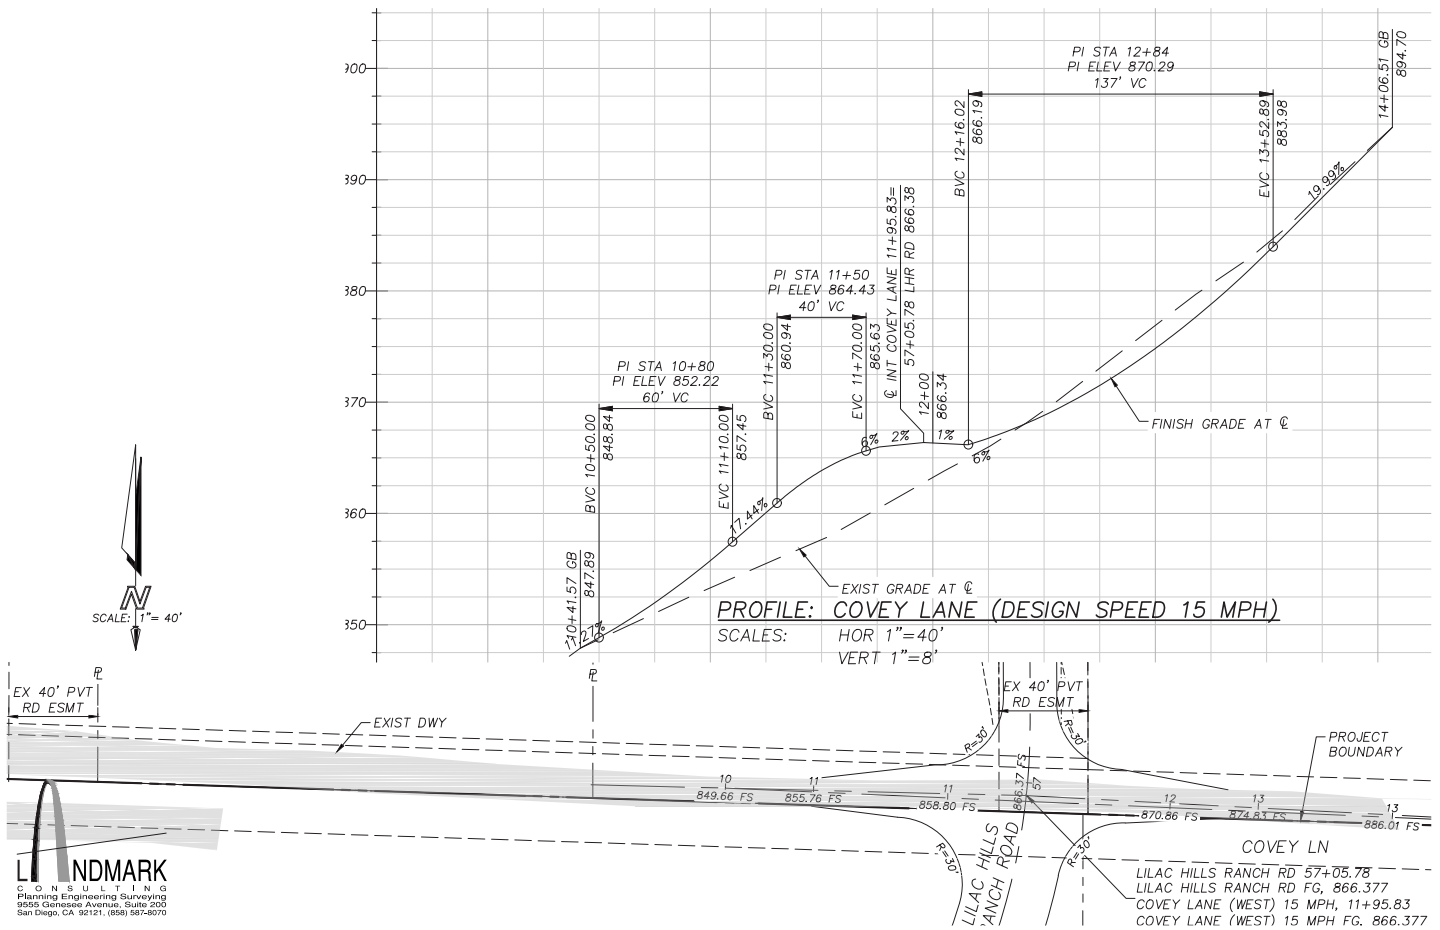 PI STA 12+84
PI ELEV 870.29
137' VC
14+06.51 GB
894.70
900
BVC 12+16.02
866.19
EVC 13+52.89
883.98
390
19.99%
℄ INT COVEY LANE 11+95.83=
57+05.78 LHR RD 866.38
PI STA 11+50
PI ELEV 864.43
40' VC
380
BVC 11+30.00
860.94
EVC 11+70.00
865.63
PI STA 10+80
PI ELEV 852.22
60' VC
12+00
866.34
370
BVC 10+50.00
848.84
EVC 11+10.00
857.45
FINISH GRADE AT ℄
6%
2%
1%
6%
17.44%
360
10+41.57 GB
847.89
EXIST GRADE AT ℄
350
11.27%
PROFILE: COVEY LANE (DESIGN SPEED 15 MPH)
SCALES: HOR 1"=40'
VERT 1"=8'
N
SCALE: 1"= 40'
℄
℄
EX 40' PVT
RD ESMT
EX 40' PVT
RD ESMT
EXIST DWY
R=30'
R=30'
PROJECT
BOUNDARY
10
849.66 FS
11
855.76 FS
11
858.80 FS
866.37 FS
57
12
870.86 FS
13
874.83 FS
13
886.01 FS
COVEY LN
R=30'
R=30'
LILAC HILLS
RANCH ROAD
LILAC HILLS RANCH RD 57+05.78
LILAC HILLS RANCH RD FG, 866.377
COVEY LANE (WEST) 15 MPH, 11+95.83
COVEY LANE (WEST) 15 MPH FG, 866.377
LANDMARK
CONSULTING
Planning Engineering Surveying
9555 Genesee Avenue, Suite 200
San Diego, CA 92121, (858) 587-8070